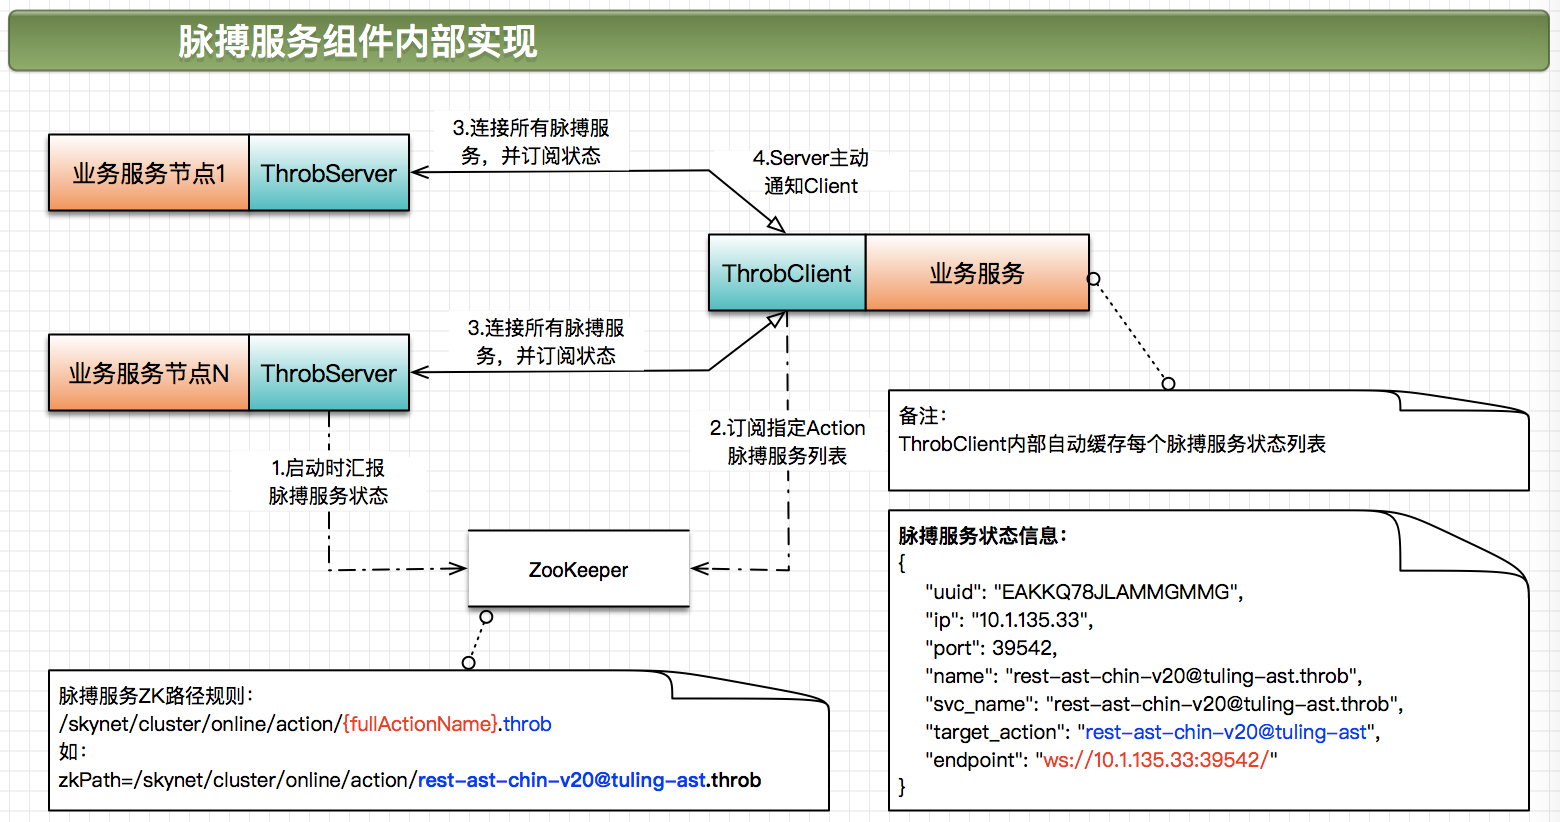 脉搏服务组件内部实现
3.连接所有脉搏服
务，并订阅状态
4.Server主动
通知Client
业务服务节点1
ThrobServer
ThrobClient
业务服务
3.连接所有脉搏服
务，并订阅状态
业务服务节点N
ThrobServer
2.订阅指定Action
脉搏服务列表
1.启动时汇报
脉搏服务状态
ZooKeeper
备注：
ThrobClient内部自动缓存每个脉搏服务状态列表
脉搏服务状态信息：
{
"uuid": "EAKKQ78JLAMMGMMG",
"ip": "10.1.135.33",
"port": 39542,
"name": "rest-ast-chin-v20@tuling-ast.throb",
"svc_name": "rest-ast-chin-v20@tuling-ast.throb",
"target_action": "rest-ast-chin-v20@tuling-ast",
"endpoint": "ws://10.1.135.33:39542/"
}
脉搏服务ZK路径规则：
/skynet/cluster/online/action/{fullActionName}.throb
如：
zkPath=/skynet/cluster/online/action/rest-ast-chin-v20@tuling-ast.throb